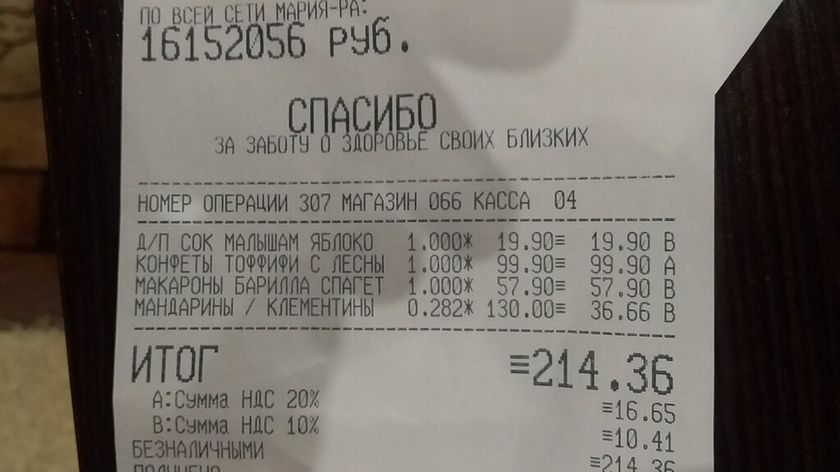 ПО ВСЕЙ СЕТИ МАРИЯ-РА:
16152056 РУБ.
СПАСИБО
ЗА ЗАБОТУ О ЗДОРОВЬЕ СВОИХ БЛИЗКИХ
НОМЕР ОПЕРАЦИИ 307 МАГАЗИН 066 КАССА 04
Д/П СОК МАЛЫШАМ ЯБЛОКО 1.000* 19.90≡ 19.90 В
КОНФЕТЫ ТОФФИФИ С ЛЕСНЫ 1.000* 99.90≡ 99.90 А
МАКАРОНЫ БАРИЛЛА СПАГЕТ 1.000* 57.90≡ 57.90 В
МАНДАРИНЫ / КЛЕМЕНТИНЫ 0.282* 130.00≡ 36.66 В
ИТОГ ≡214.36
А:СУММА НДС 20% ≡16.65
В:СУММА НДС 10% ≡10.41
БЕЗНАЛИЧНЫМИ ≡214.36
ПОЛУЧЕНО